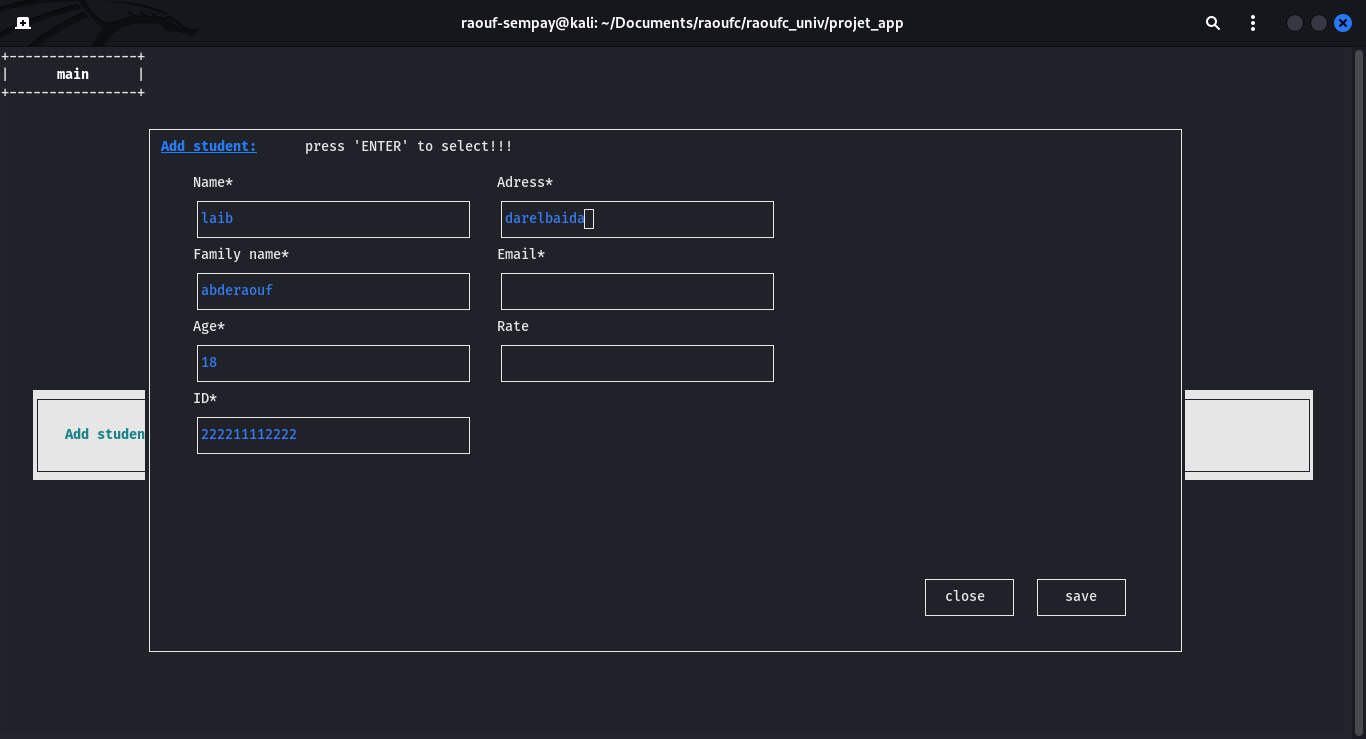 raouf-sempay@kali: ~/Documents/raoufc/raoufc_univ/projet_app
+----------------+
| main |
+----------------+
Add student: press 'ENTER' to select!!!
Name* Adress*
laib darelbaida
Family name* Email*
abderaouf
Age* Rate
18
ID*
Add studen 222211112222
close save